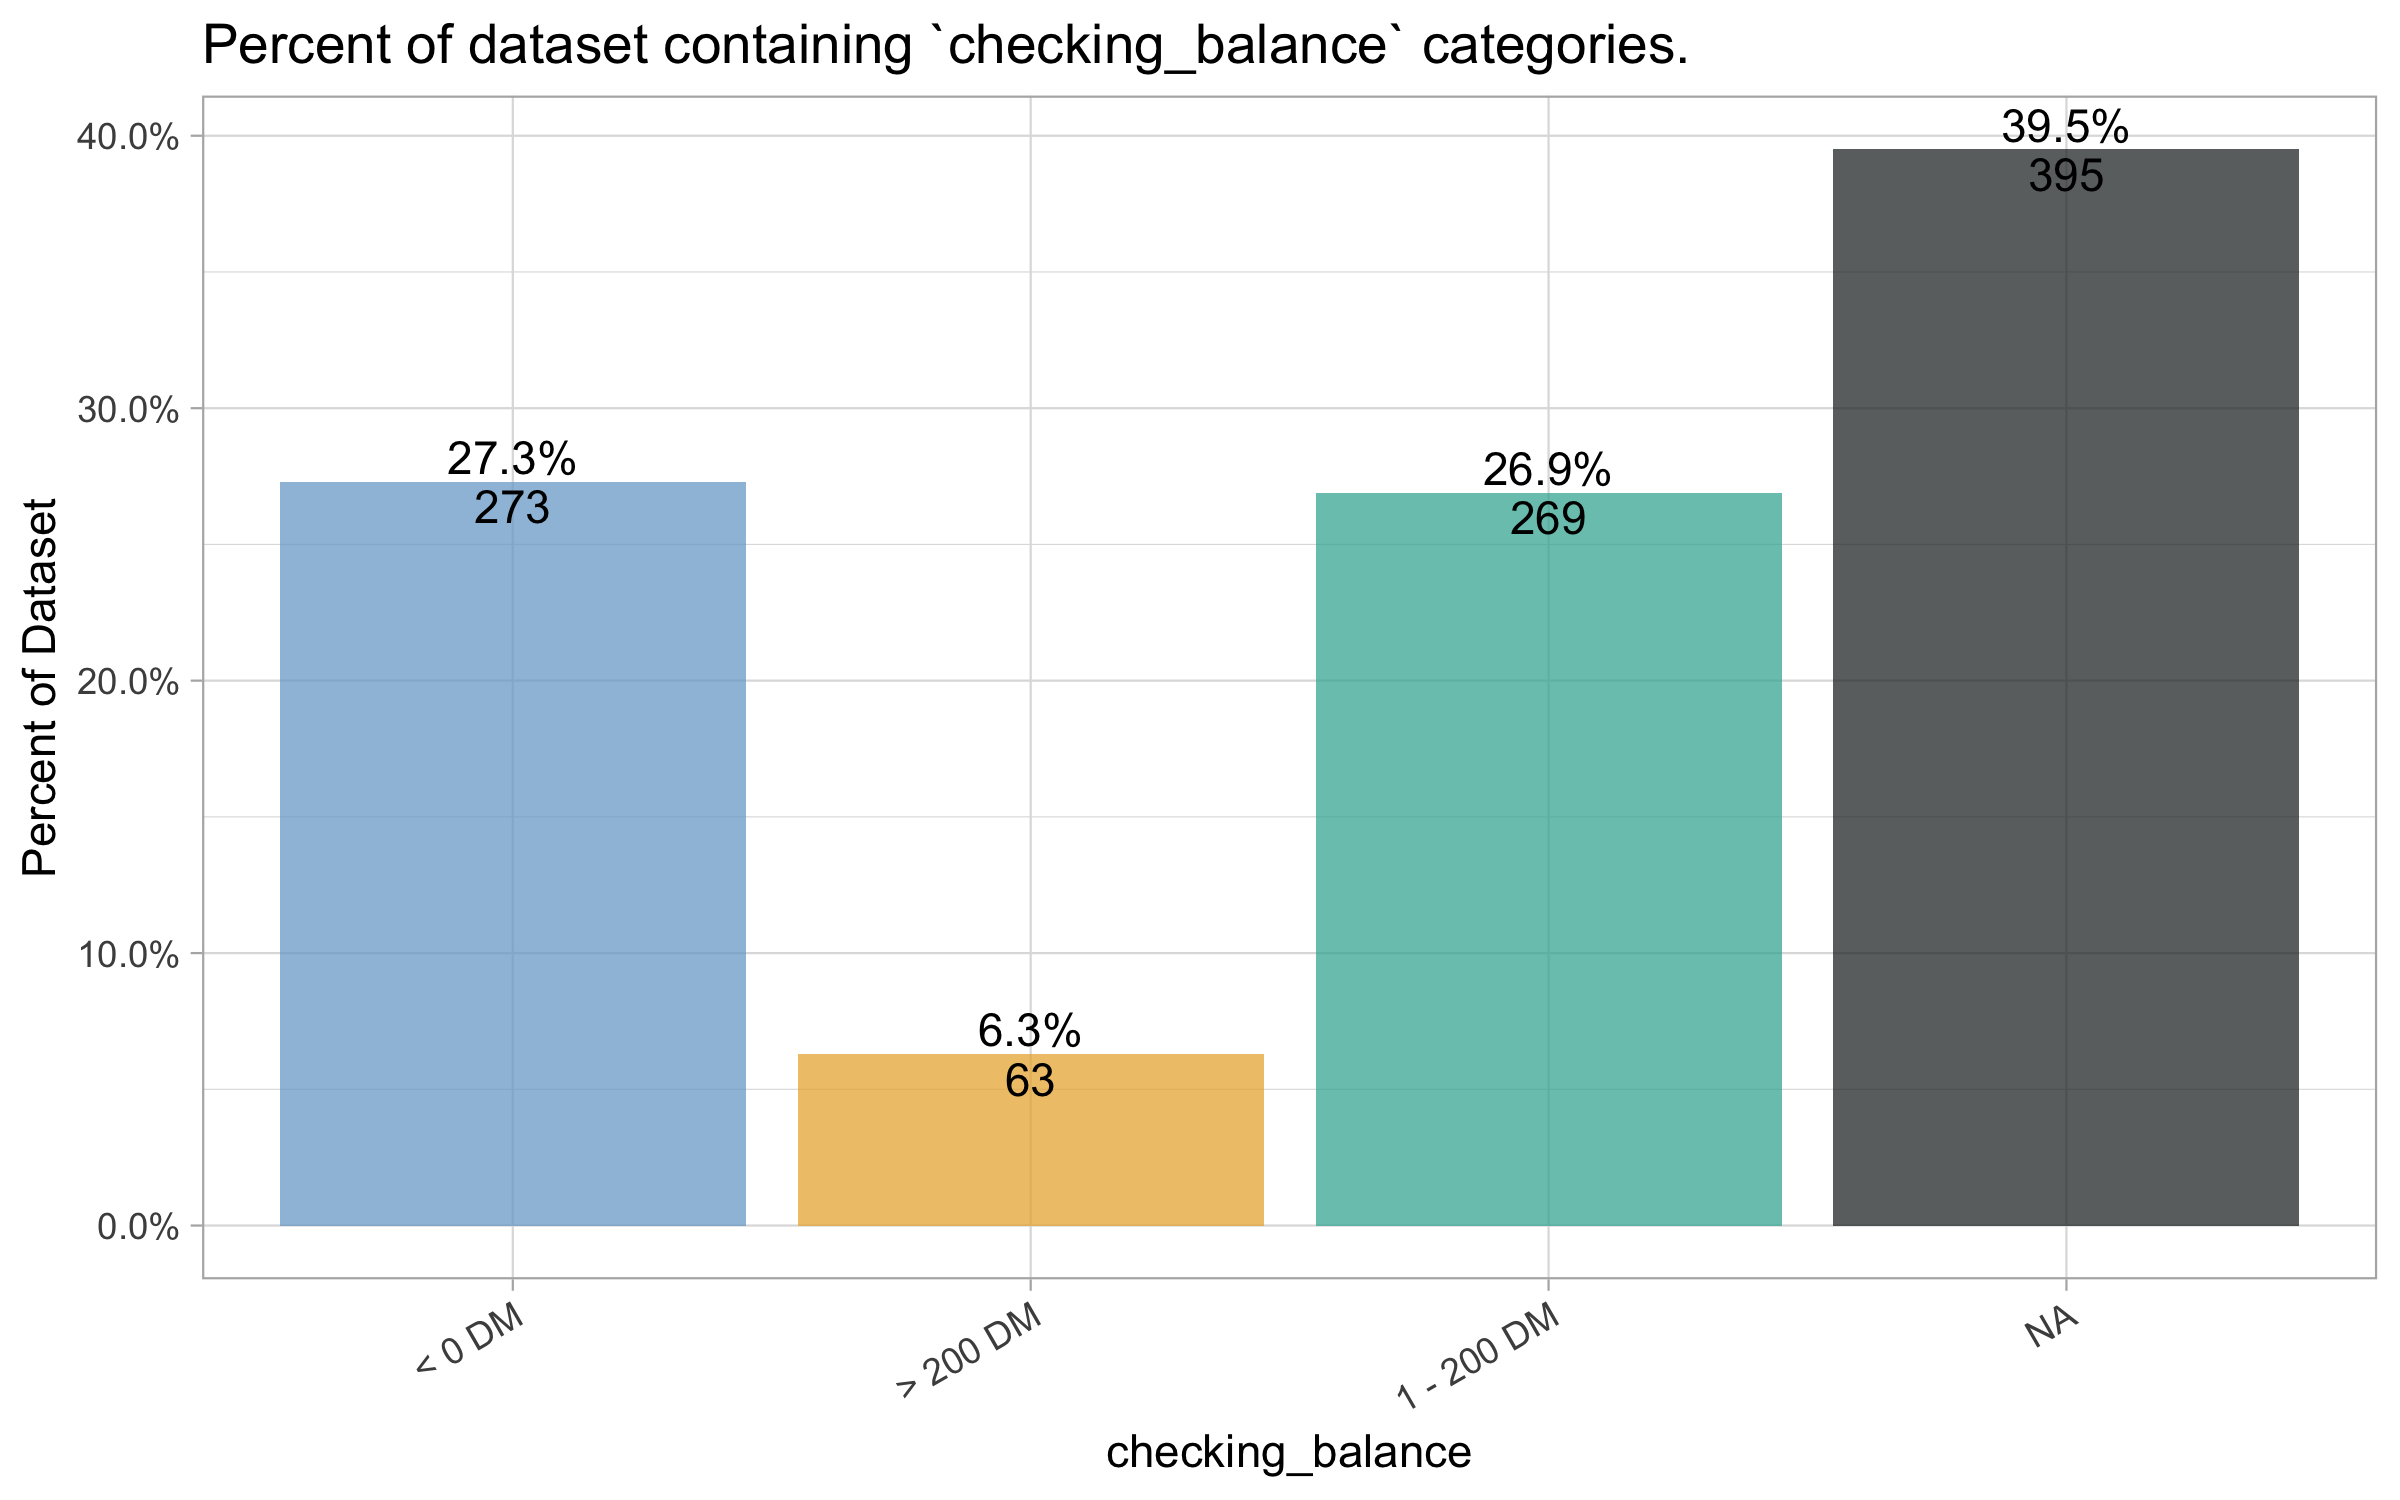 Percent of dataset containing `checking_balance` categories.
Percent of Dataset
40.0%
30.0%
20.0%
10.0%
0.0%
27.3%
273
6.3%
63
26.9%
269
39.5%
395
< 0 DM
> 200 DM
1 - 200 DM
NA
checking_balance